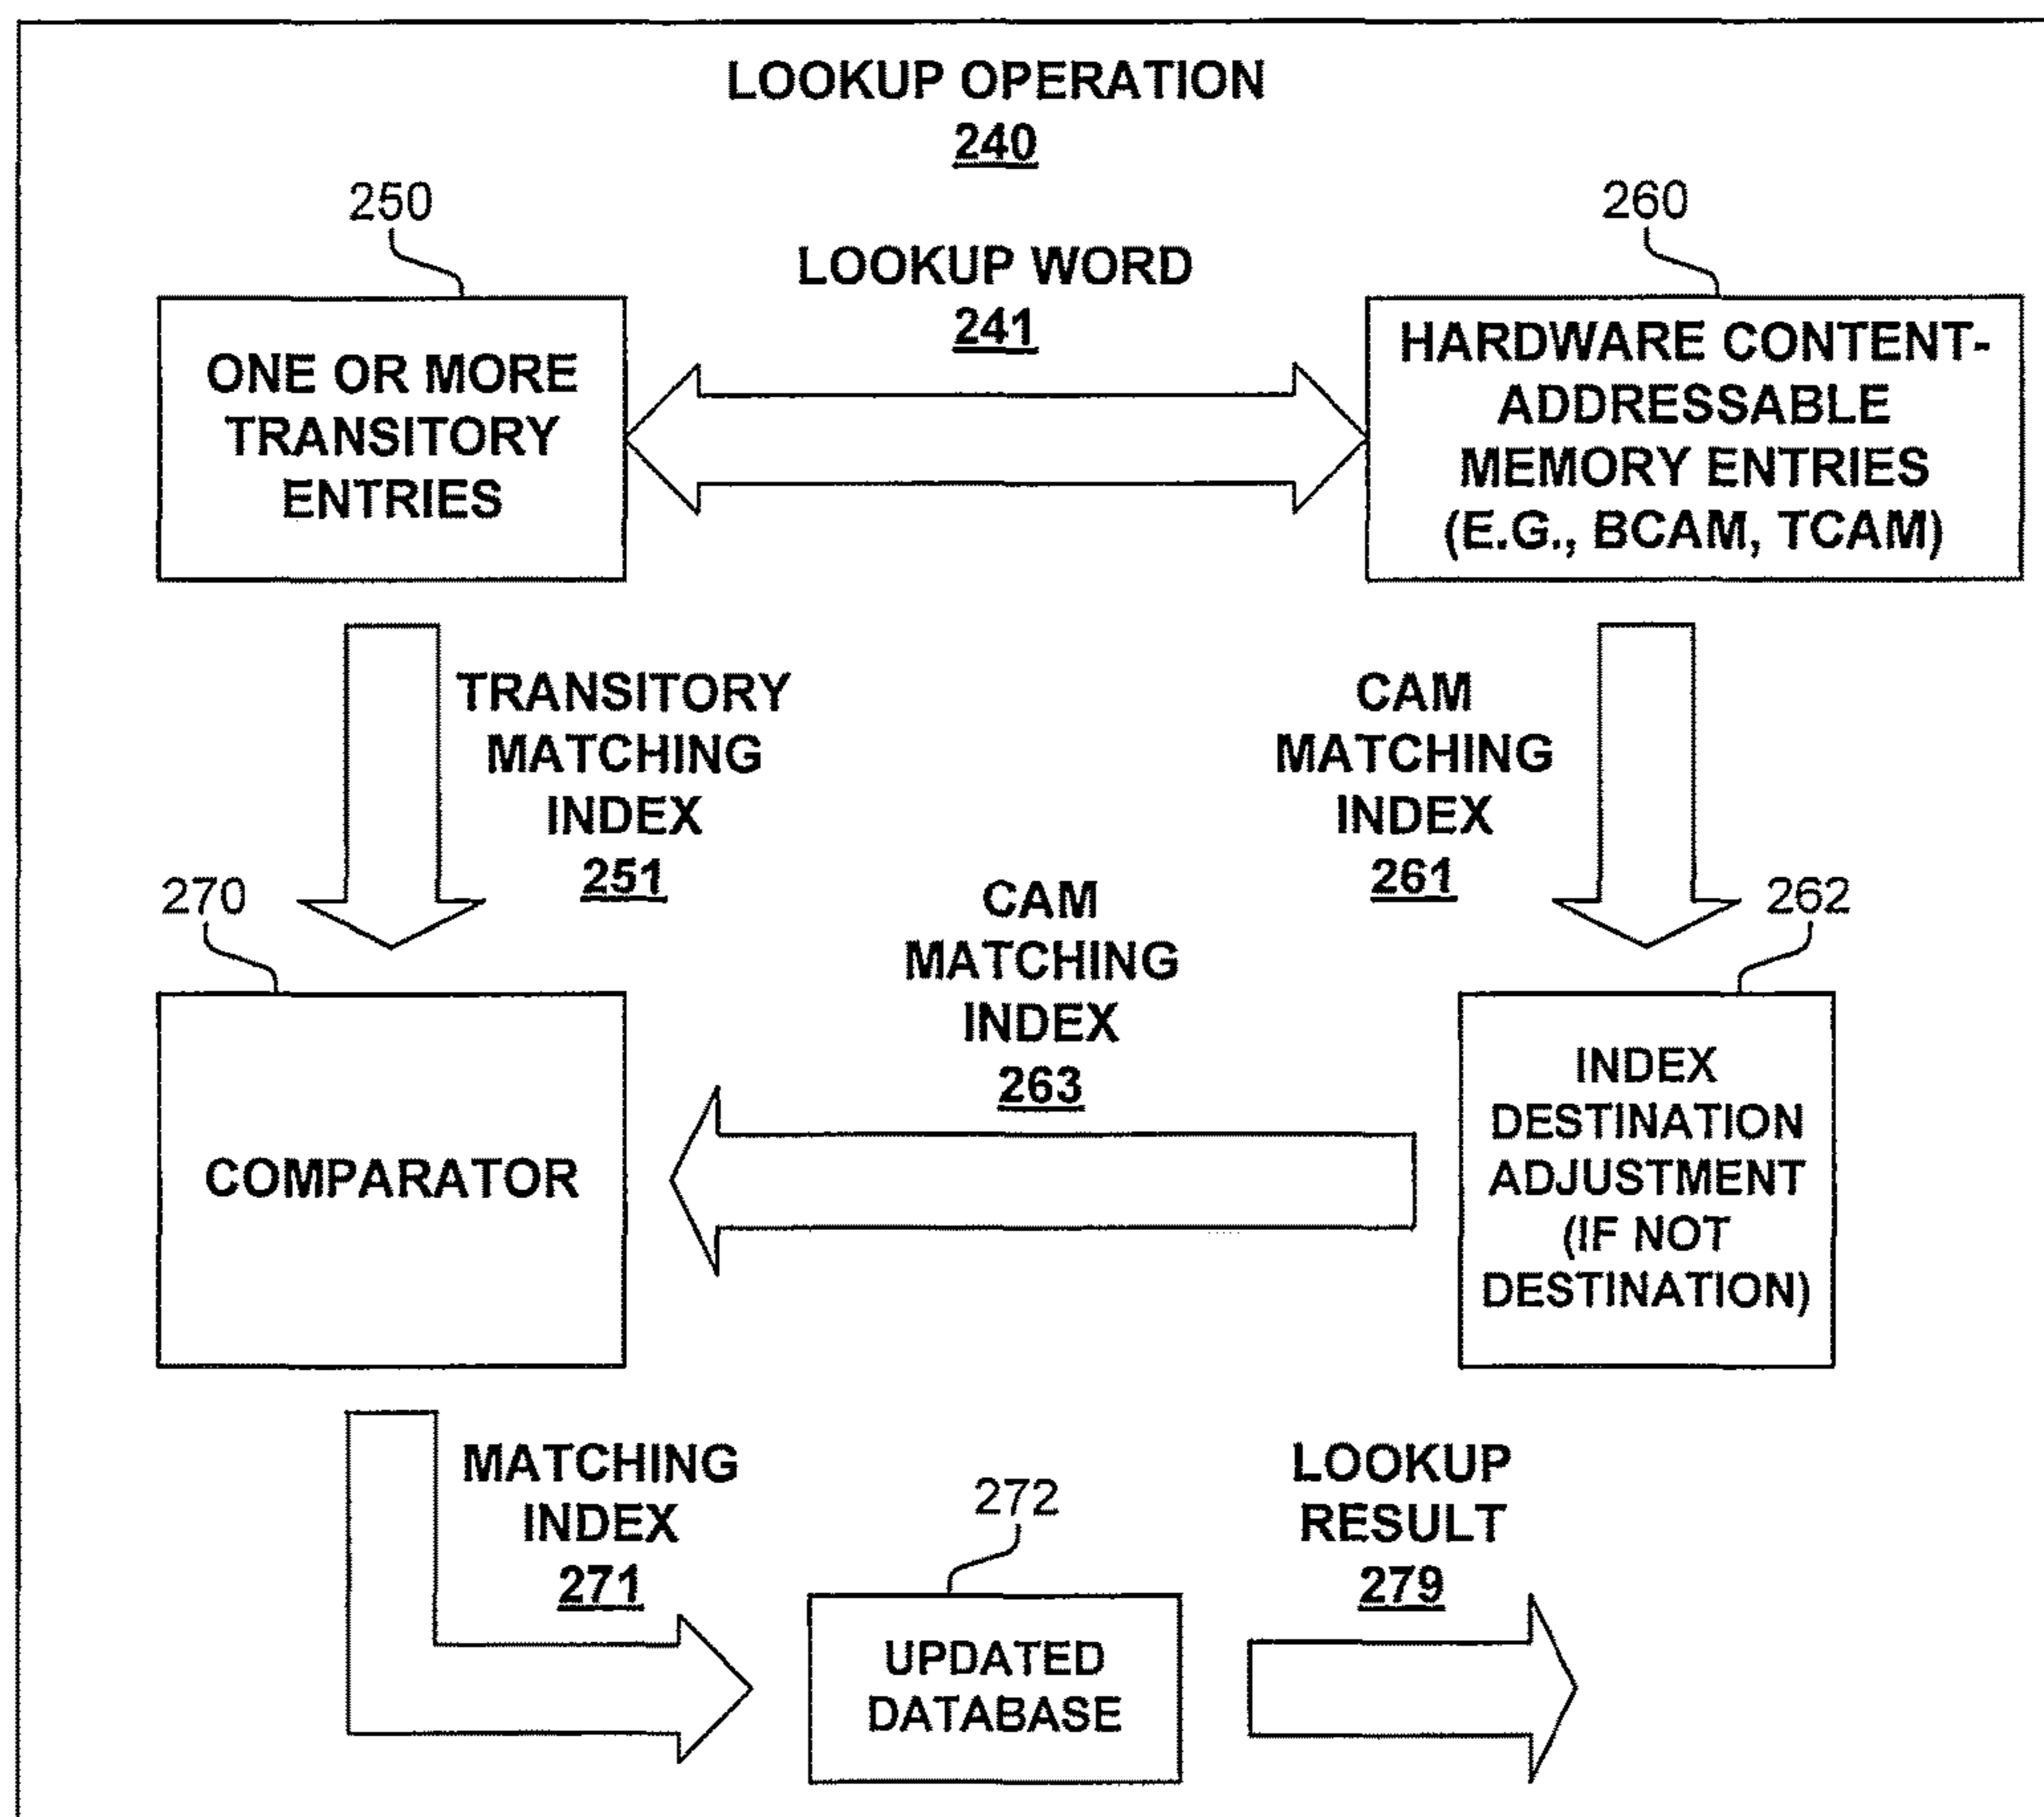 LOOKUP OPERATION
240
250
260
LOOKUP WORD
241
ONE OR MORE
TRANSITORY
ENTRIES
HARDWARE CONTENT-
ADDRESSABLE
MEMORY ENTRIES
(E.G., BCAM, TCAM)
TRANSITORY
MATCHING
INDEX
251
CAM
MATCHING
INDEX
261
270
CAM
MATCHING
INDEX
263
262
COMPARATOR
INDEX
DESTINATION
ADJUSTMENT
(IF NOT
DESTINATION)
MATCHING
INDEX
271
272
UPDATED
DATABASE
LOOKUP
RESULT
279